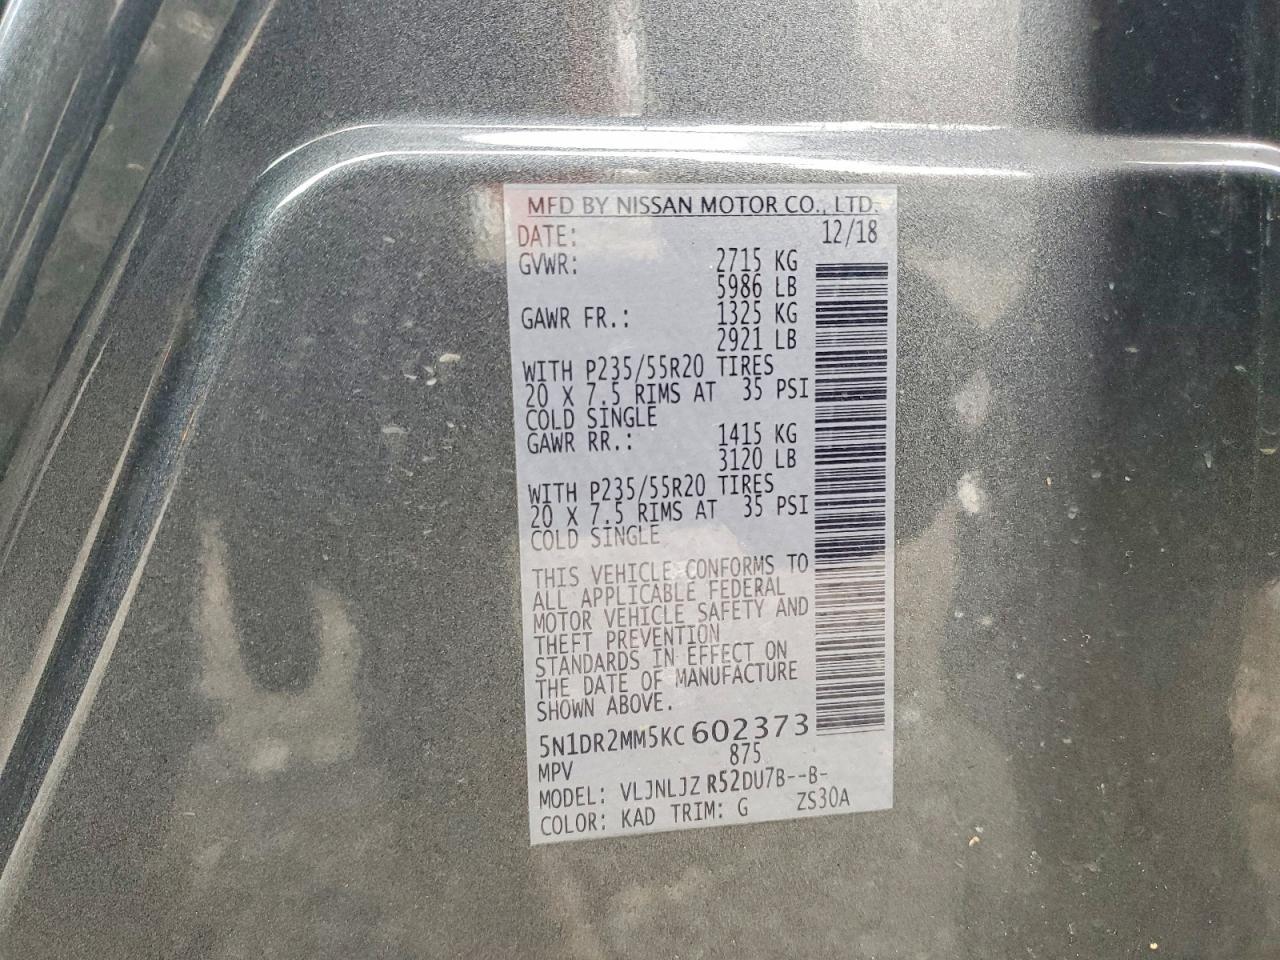 MFD BY NISSAN MOTOR CO., LTD.
DATE: 12/18
GVWR: 2715 KG
5986 LB
GAWR FR.: 1325 KG
2921 LB
WITH P235/55R20 TIRES
20 X 7.5 RIMS AT 35 PSI
COLD SINGLE
GAWR RR.: 1415 KG
3120 LB
WITH P235/55R20 TIRES
20 X 7.5 RIMS AT 35 PSI
COLD SINGLE
THIS VEHICLE CONFORMS TO
ALL APPLICABLE FEDERAL
MOTOR VEHICLE SAFETY AND
THEFT PREVENTION
STANDARDS IN EFFECT ON
THE DATE OF MANUFACTURE
SHOWN ABOVE.
5N1DR2MM5KC602373
MPV 875
MODEL: VLJNLJZ R52DU7B--B-
COLOR: KAD TRIM: G ZS30A